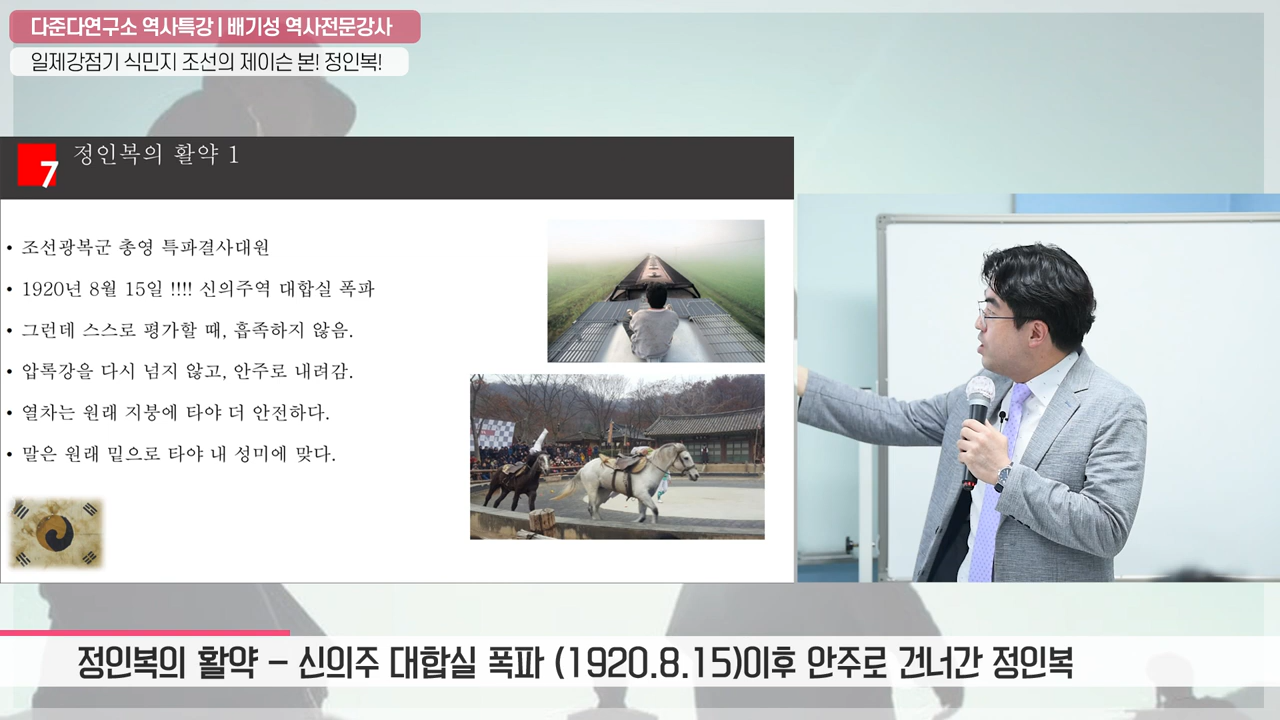 다준다연구소 역사특강 | 배기성 역사전문강사
일제강점기 식민지 조선의 제이슨 본! 정인복!
7
정인복의 활약 1
• 조선광복군 총영 특파결사대원
• 1920년 8월 15일 !!!! 신의주역 대합실 폭파
• 그런데 스스로 평가할 때, 흡족하지 않음.
• 압록강을 다시 넘지 않고, 안주로 내려감.
• 열차는 원래 지붕에 타야 더 안전하다.
• 말은 원래 밑으로 타야 내 성미에 맞다.
정인복의 활약 – 신의주 대합실 폭파 (1920.8.15)이후 안주로 건너간 정인복